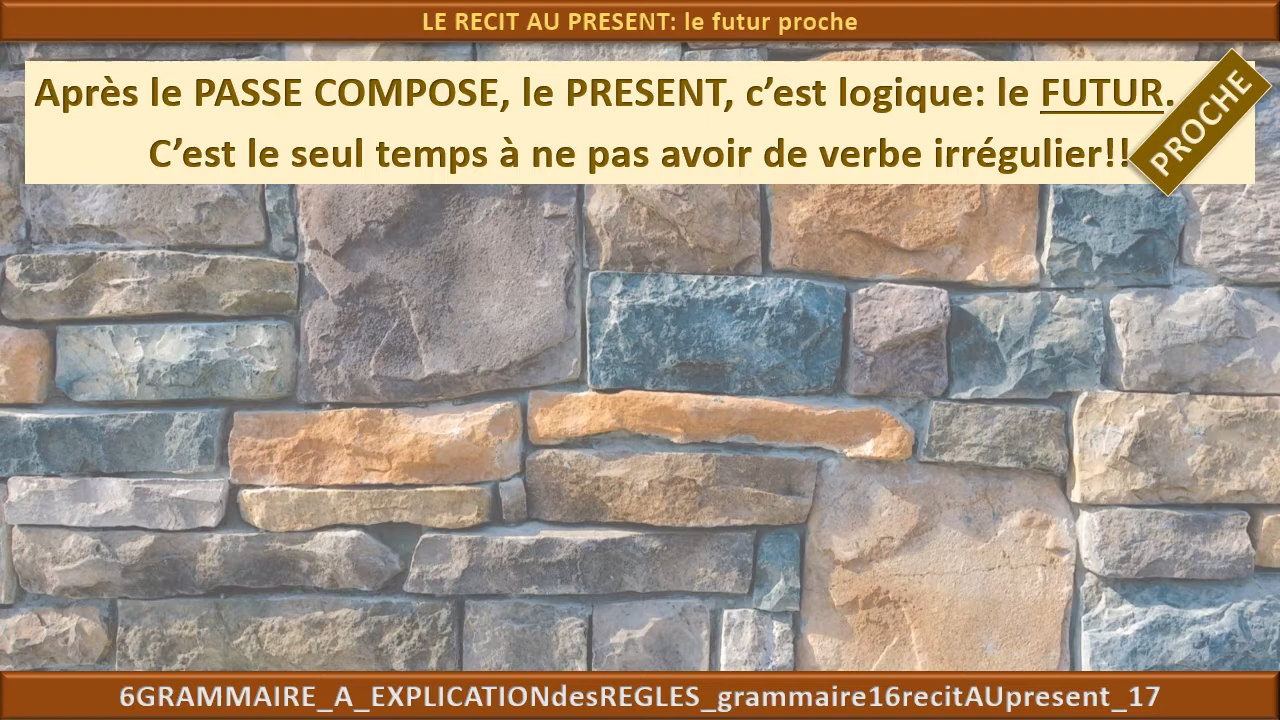 LE RECIT AU PRESENT: le futur proche
Après le PASSE COMPOSE, le PRESENT, c’est logique: le FUTUR.
PROCHE
C’est le seul temps à ne pas avoir de verbe irrégulier!!
6GRAMMAIRE_A_EXPLICATIONdesREGLES_grammaire16recitAUpresent_17